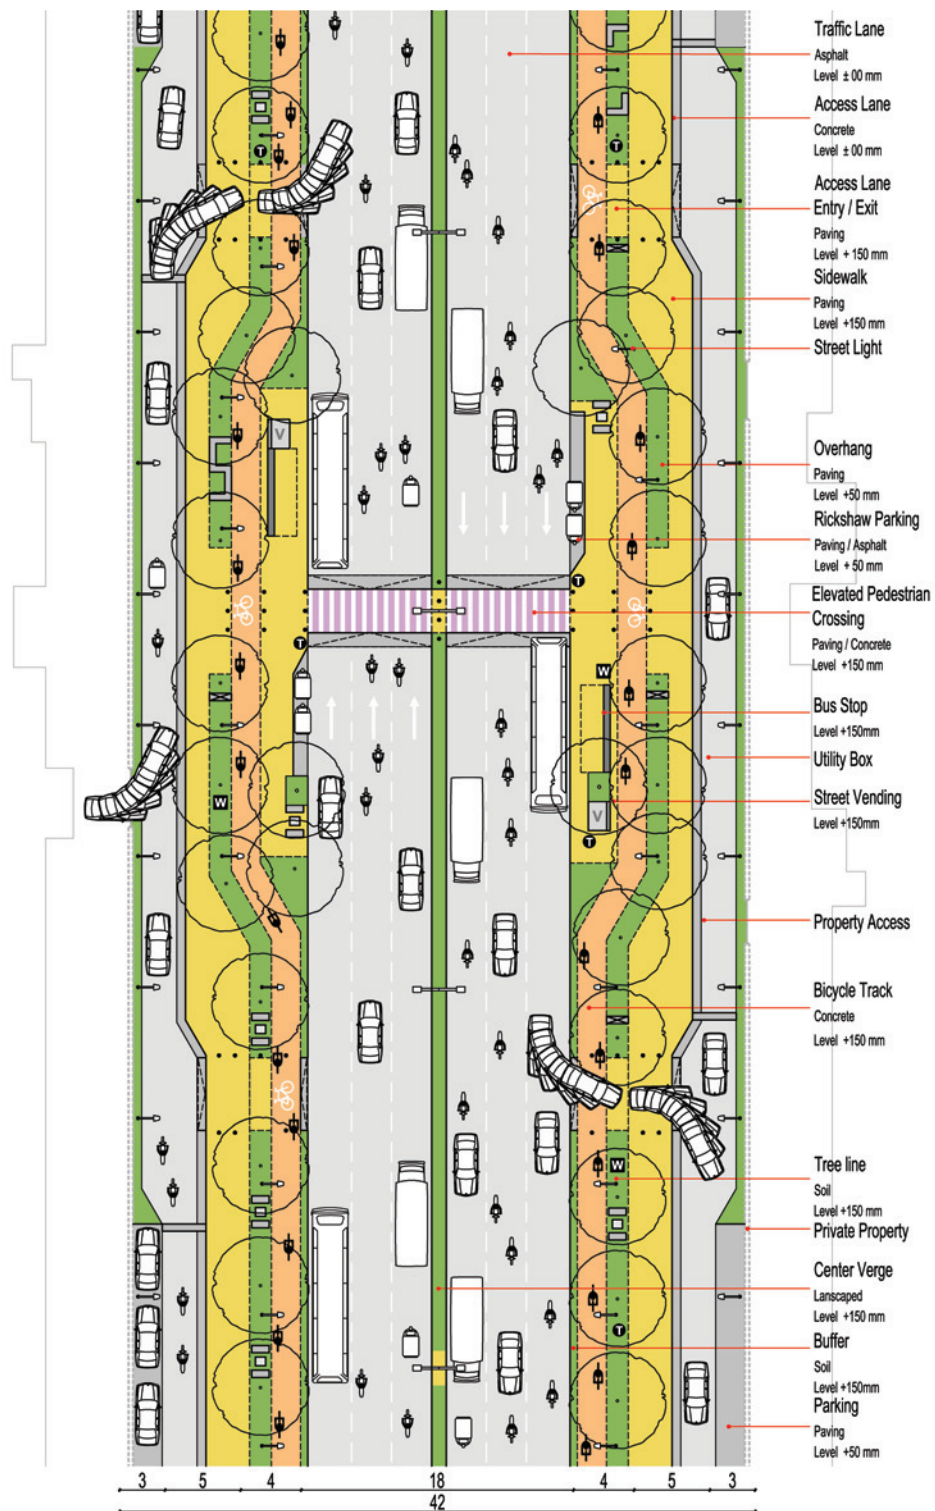 Traffic Lane
Asphalt
Level ± 00 mm
Access Lane
Concrete
Level ± 00 mm
Access Lane
Entry / Exit
Paving
Level + 150 mm
Sidewalk
Paving
Level +150 mm
Street Light
Overhang
Paving
Level +50 mm
Rickshaw Parking
Paving / Asphalt
Level + 50 mm
Elevated Pedestrian
Crossing
Paving / Concrete
Level +150 mm
Bus Stop
Level +150mm
Utility Box
Street Vending
Level +150mm
Property Access
Bicycle Track
Concrete
Level +150 mm
Tree line
Soil
Level +150 mm
Private Property
Center Verge
Lanscaped
Level +150 mm
Buffer
Soil
Level +150mm
Parking
Paving
Level +50 mm
T
T
V
T
T
W
W
V
T
W
T
3 5 4 18 4 5 3
42